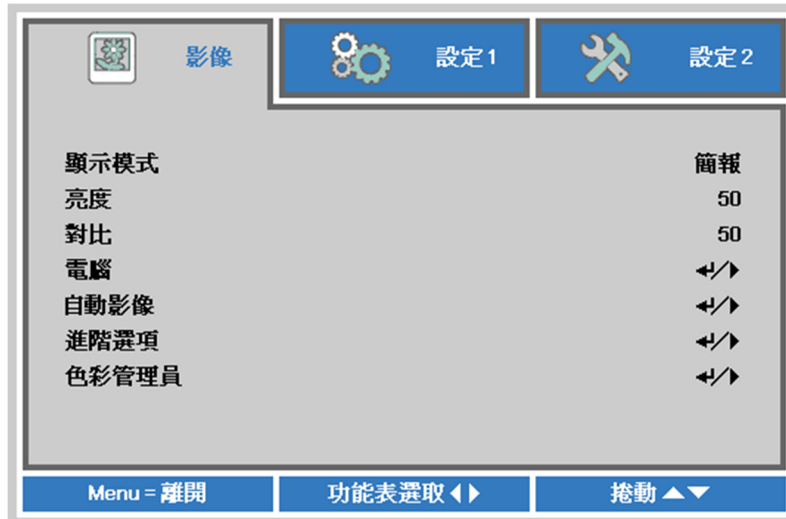 影像 設定1 設定2
顯示模式 簡報
亮度 50
對比 50
電腦 ↵/▶
自動影像 ↵/▶
進階選項 ↵/▶
色彩管理員 ↵/▶
Menu = 離開 功能表選取 ◀▶ 捲動 ▲▼